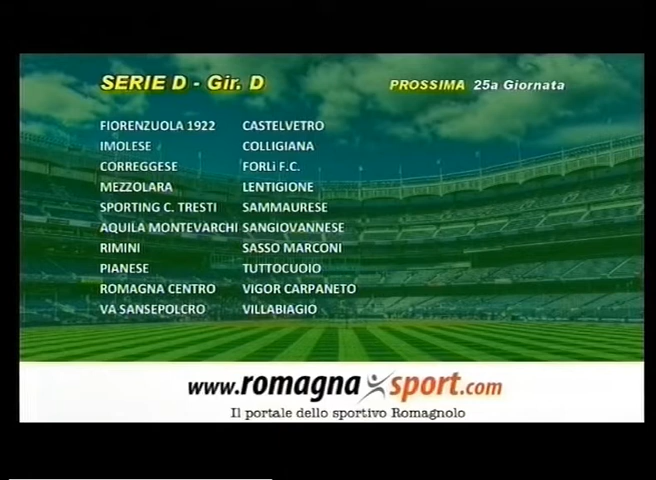 SERIE D - Gir. D PROSSIMA 25a Giornata
FIORENZUOLA 1922 CASTELVETRO
IMOLESE COLLIGIANA
CORREGGESE FORLì F.C.
MEZZOLARA LENTIGIONE
SPORTING C. TRESTI SAMMAURESE
AQUILA MONTEVARCHI SANGIOVANNESE
RIMINI SASSO MARCONI
PIANESE TUTTOCUOIO
ROMAGNA CENTRO VIGOR CARPANETO
VA SANSEPOLCRO VILLABIAGIO
www.romagnasport.com
Il portale dello sportivo Romagnolo